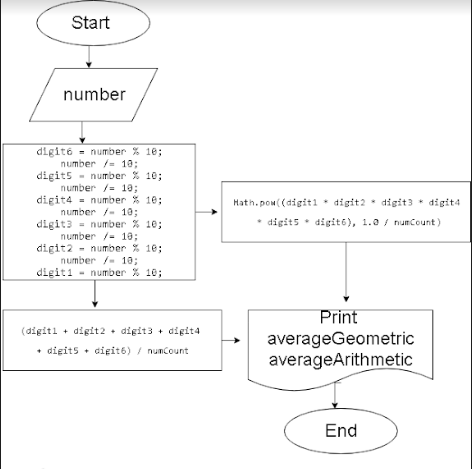 Start
number
digit6 = number % 10;
number /= 10;
digit5 = number % 10;
number /= 10;
digit4 = number % 10;
number /= 10;
digit3 = number % 10;
number /= 10;
digit2 = number % 10;
number /= 10;
digit1 = number % 10;
Math.pow((digit1 * digit2 * digit3 * digit4
* digit5 * digit6), 1.0 / numCount)
(digit1 + digit2 + digit3 + digit4
+ digit5 + digit6) / numCount
Print
averageGeometric
averageArithmetic
End